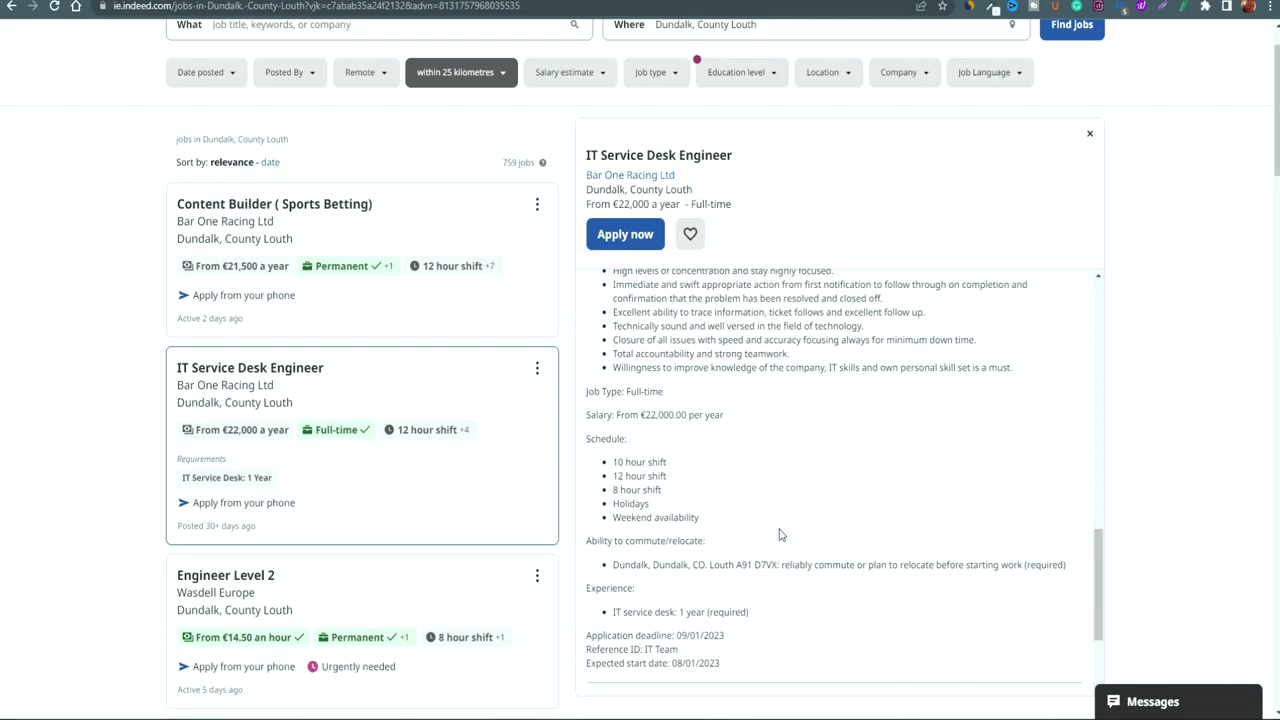 ie.indeed.com/jobs-in-Dundalk,-County-Louth?vjk=c7abab35a24f2132&advn=8131757968035535
What Job title, keywords, or company
Where Dundalk, County Louth
Find jobs
Date posted
Posted By
Remote
within 25 kilometres
Salary estimate
Job type
Education level
Location
Company
Job Language
jobs in Dundalk, County Louth
Sort by: relevance - date
759 jobs
Content Builder ( Sports Betting)
Bar One Racing Ltd
Dundalk, County Louth
From €21,500 a year Permanent +1 12 hour shift +7
Apply from your phone
Active 2 days ago
IT Service Desk Engineer
Bar One Racing Ltd
Dundalk, County Louth
From €22,000 a year Full-time 12 hour shift +4
Requirements
IT Service Desk: 1 Year
Apply from your phone
Posted 30+ days ago
Engineer Level 2
Wasdell Europe
Dundalk, County Louth
From €14.50 an hour Permanent +1 8 hour shift +1
Apply from your phone Urgently needed
Active 5 days ago
IT Service Desk Engineer
Bar One Racing Ltd
Dundalk, County Louth
From €22,000 a year - Full-time
Apply now
High levels of concentration and stay highly focused.
Immediate and swift appropriate action from first notification to follow through on completion and
confirmation that the problem has been resolved and closed off.
Excellent ability to trace information, ticket follows and excellent follow up.
Technically sound and well versed in the field of technology.
Closure of all issues with speed and accuracy focusing always for minimum down time.
Total accountability and strong teamwork.
Willingness to improve knowledge of the company, IT skills and own personal skill set is a must.
Job Type: Full-time
Salary: From €22,000.00 per year
Schedule:
10 hour shift
12 hour shift
8 hour shift
Holidays
Weekend availability
Ability to commute/relocate:
Dundalk, Dundalk, CO. Louth A91 D7VX: reliably commute or plan to relocate before starting work (required)
Experience:
IT service desk: 1 year (required)
Application deadline: 09/01/2023
Reference ID: IT Team
Expected start date: 08/01/2023
Messages